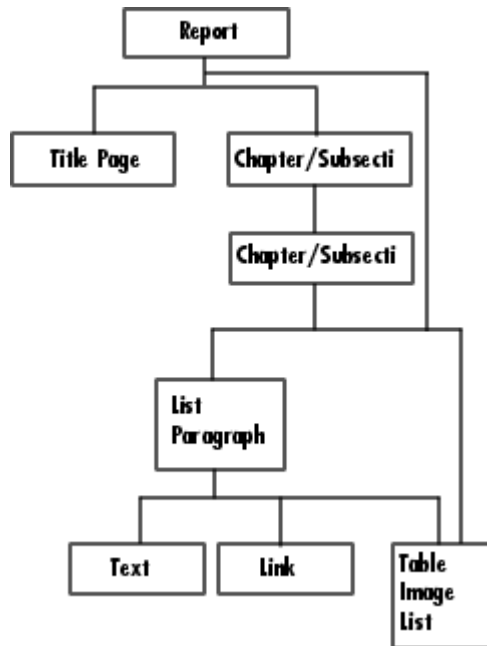 Report
Title Page
Chapter/Subsecti
Chapter/Subsecti
List
Paragraph
Text
Link
Table
Image
List